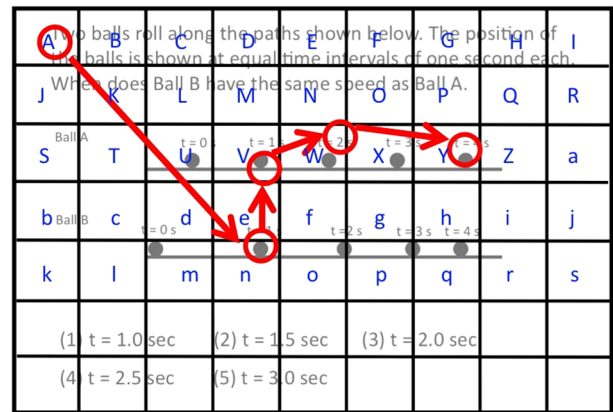 Two balls roll along the paths shown below. The position of
the balls is shown at equal time intervals of one second each.
When does Ball B have the same speed as Ball A.
A B C D E F G H I
J K L M N O P Q R
Ball A t = 0 s t = 1 s t = 2 s t = 3 s t = 4 s
S T U V W X Y Z a
b c d e f g h i j
Ball B t = 0 s t = 1 s t = 2 s t = 3 s t = 4 s
k l m n o p q r s
(1) t = 1.0 sec (2) t = 1.5 sec (3) t = 2.0 sec
(4) t = 2.5 sec (5) t = 3.0 sec